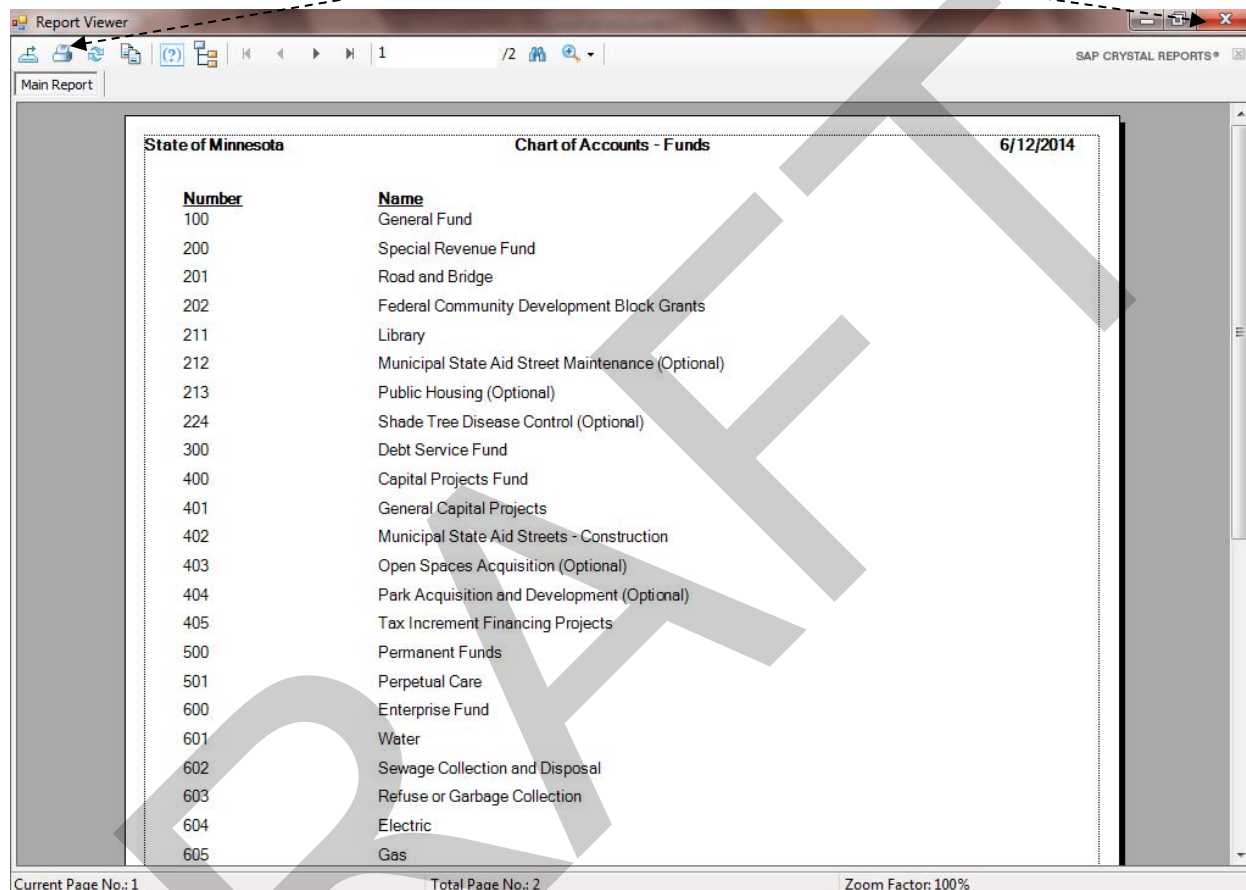 Report Viewer
1 /2 SAP CRYSTAL REPORTS®
Main Report
State of Minnesota Chart of Accounts - Funds 6/12/2014
Number Name
100 General Fund
200 Special Revenue Fund
201 Road and Bridge
202 Federal Community Development Block Grants
211 Library
212 Municipal State Aid Street Maintenance (Optional)
213 Public Housing (Optional)
224 Shade Tree Disease Control (Optional)
300 Debt Service Fund
400 Capital Projects Fund
401 General Capital Projects
402 Municipal State Aid Streets - Construction
403 Open Spaces Acquisition (Optional)
404 Park Acquisition and Development (Optional)
405 Tax Increment Financing Projects
500 Permanent Funds
501 Perpetual Care
600 Enterprise Fund
601 Water
602 Sewage Collection and Disposal
603 Refuse or Garbage Collection
604 Electric
605 Gas
Current Page No.: 1 Total Page No.: 2 Zoom Factor: 100%
RAFT